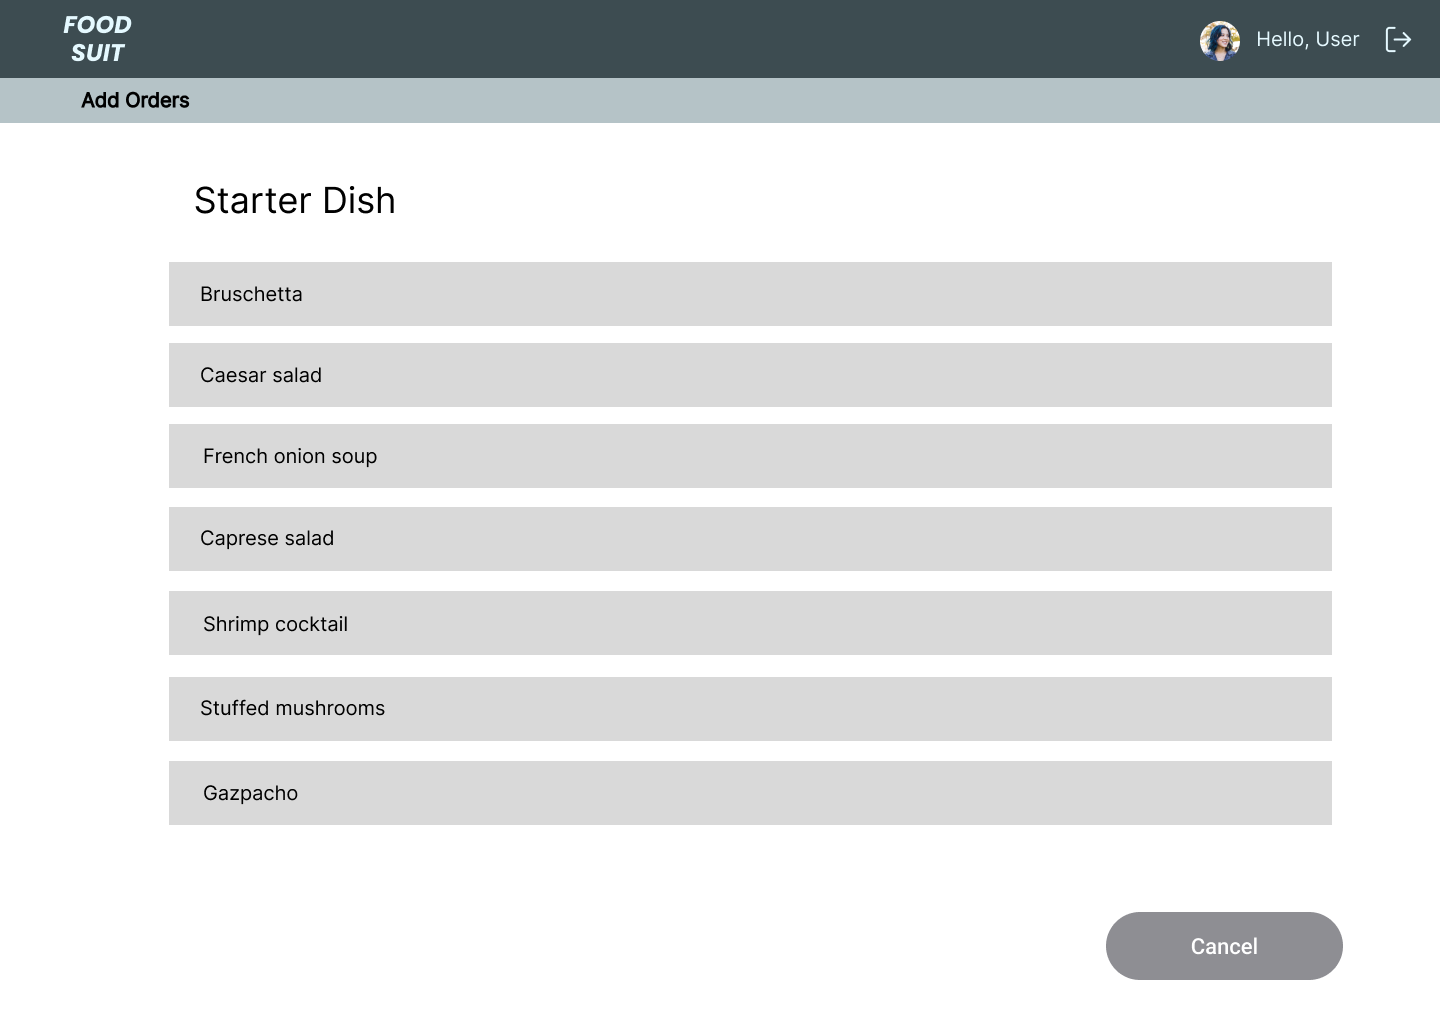 FOOD
SUIT
Hello, User
Add Orders
Starter Dish
Bruschetta
Caesar salad
French onion soup
Caprese salad
Shrimp cocktail
Stuffed mushrooms
Gazpacho
Cancel